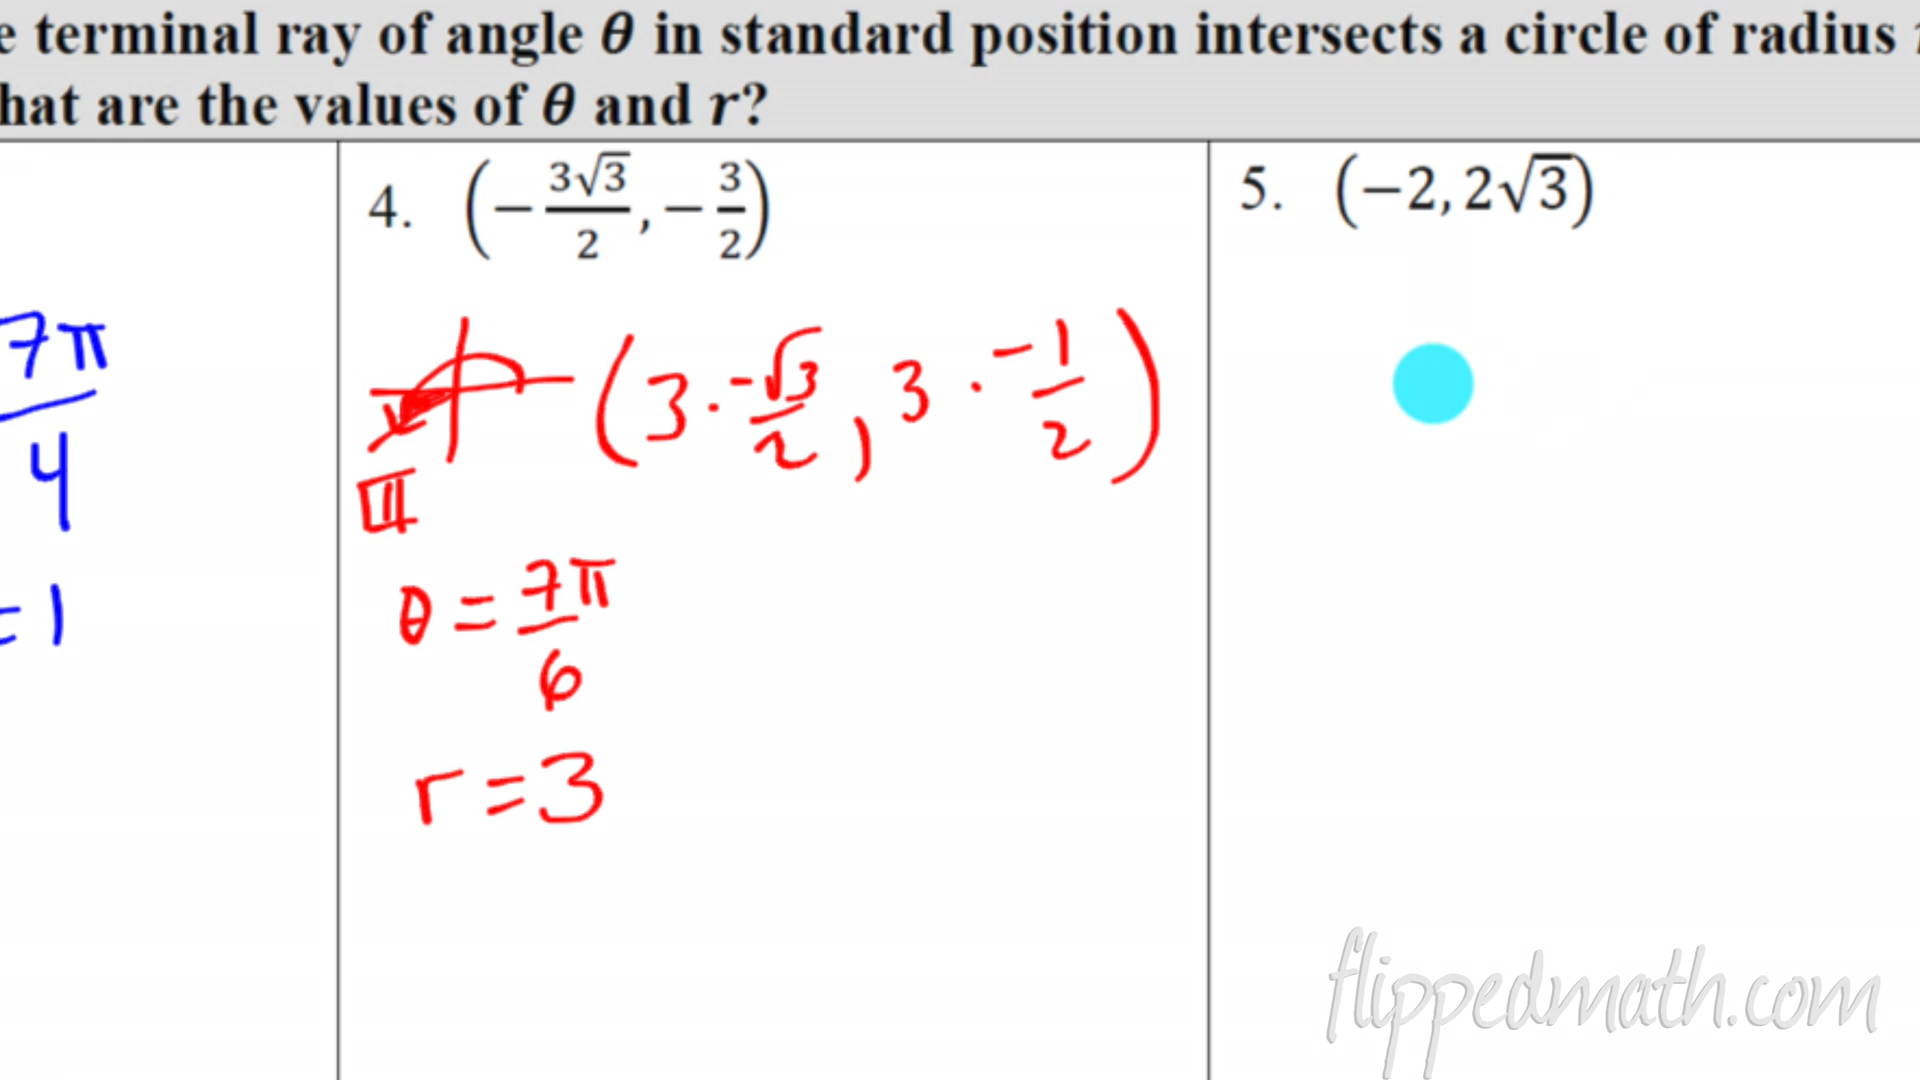 e terminal ray of angle θ in standard position intersects a circle of radius
hat are the values of θ and r?
7π/4
= 1
4. (−3√3/2, −3/2)
(3 · −√3/2, 3 · −1/2)
III
θ = 7π/6
r = 3
5. (−2, 2√3)
flippedmath.com